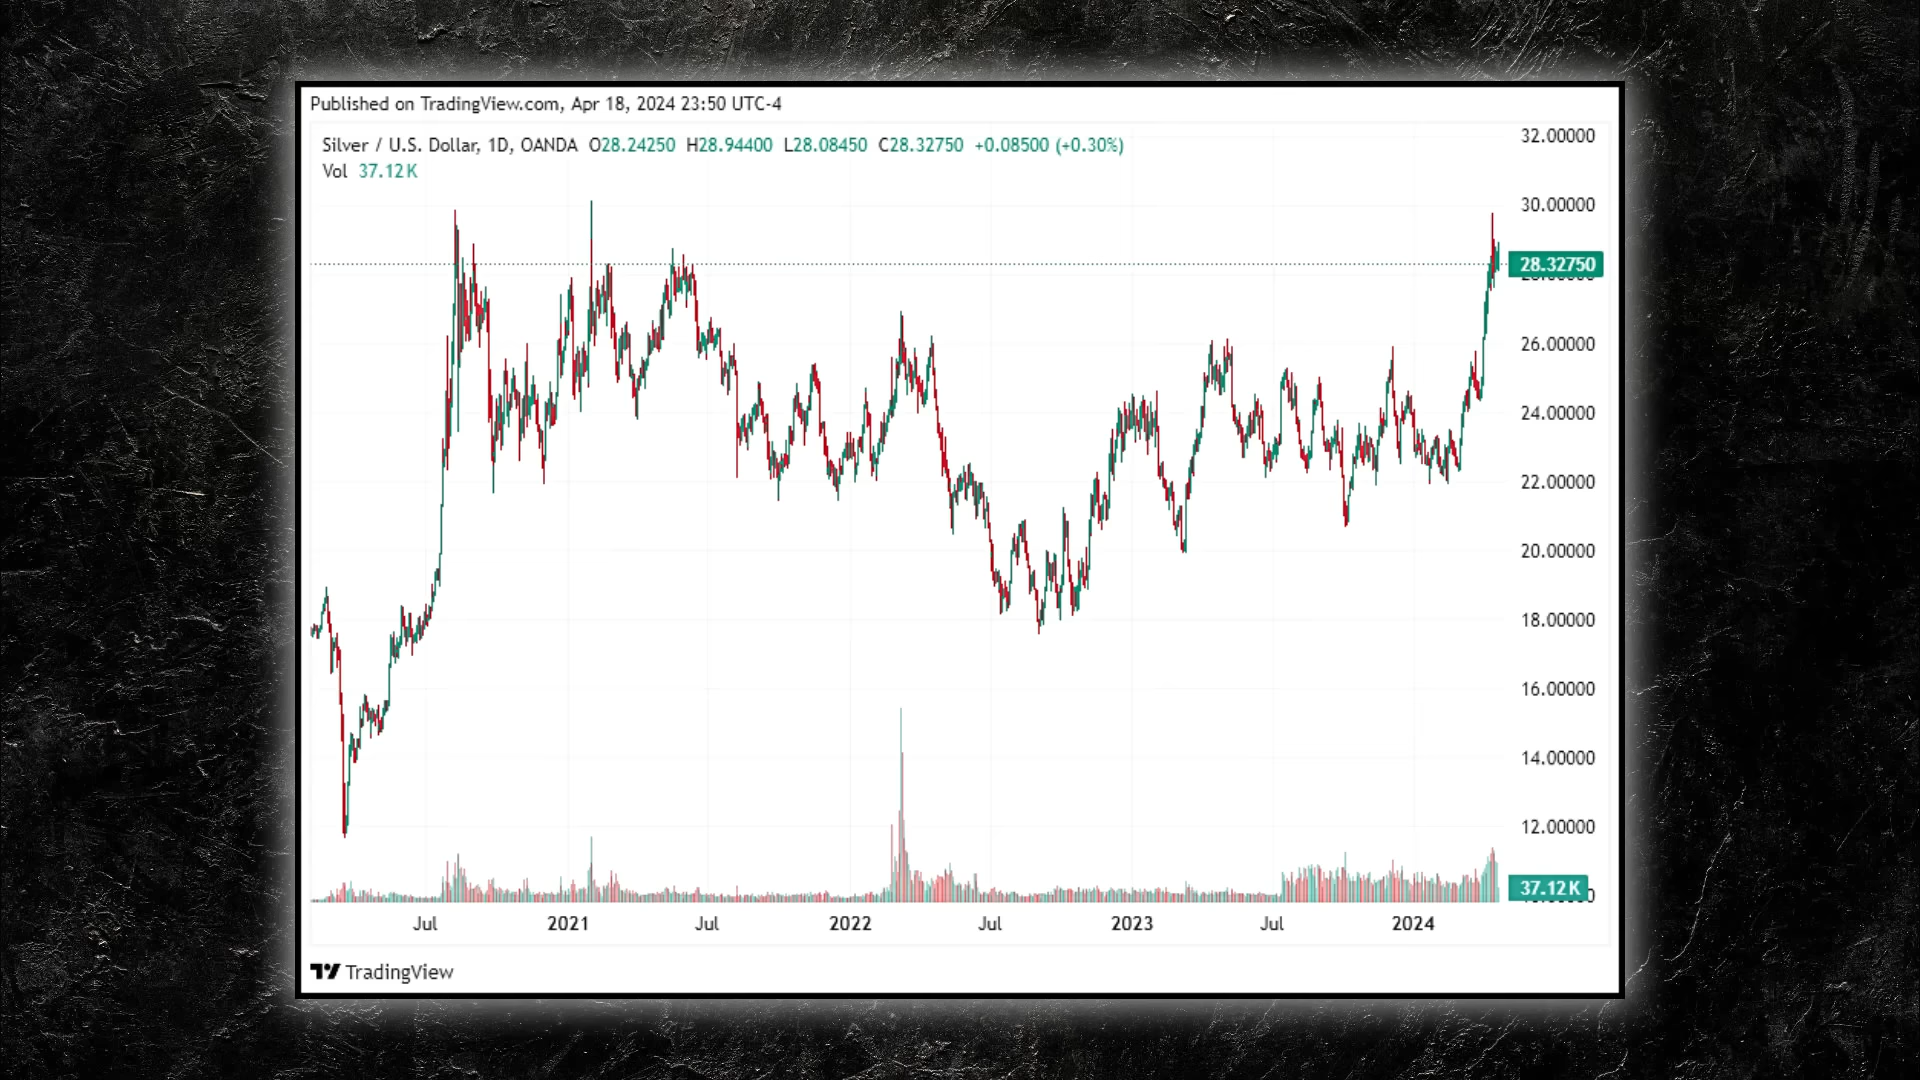 Published on TradingView.com, Apr 18, 2024 23:50 UTC-4
Silver / U.S. Dollar, 1D, OANDA O28.24250 H28.94400 L28.08450 C28.32750 +0.08500 (+0.30%)
Vol 37.12K
32.00000
30.00000
28.32750
26.00000
24.00000
22.00000
20.00000
18.00000
16.00000
14.00000
12.00000
37.12K
Jul 2021 Jul 2022 Jul 2023 Jul 2024
TradingView